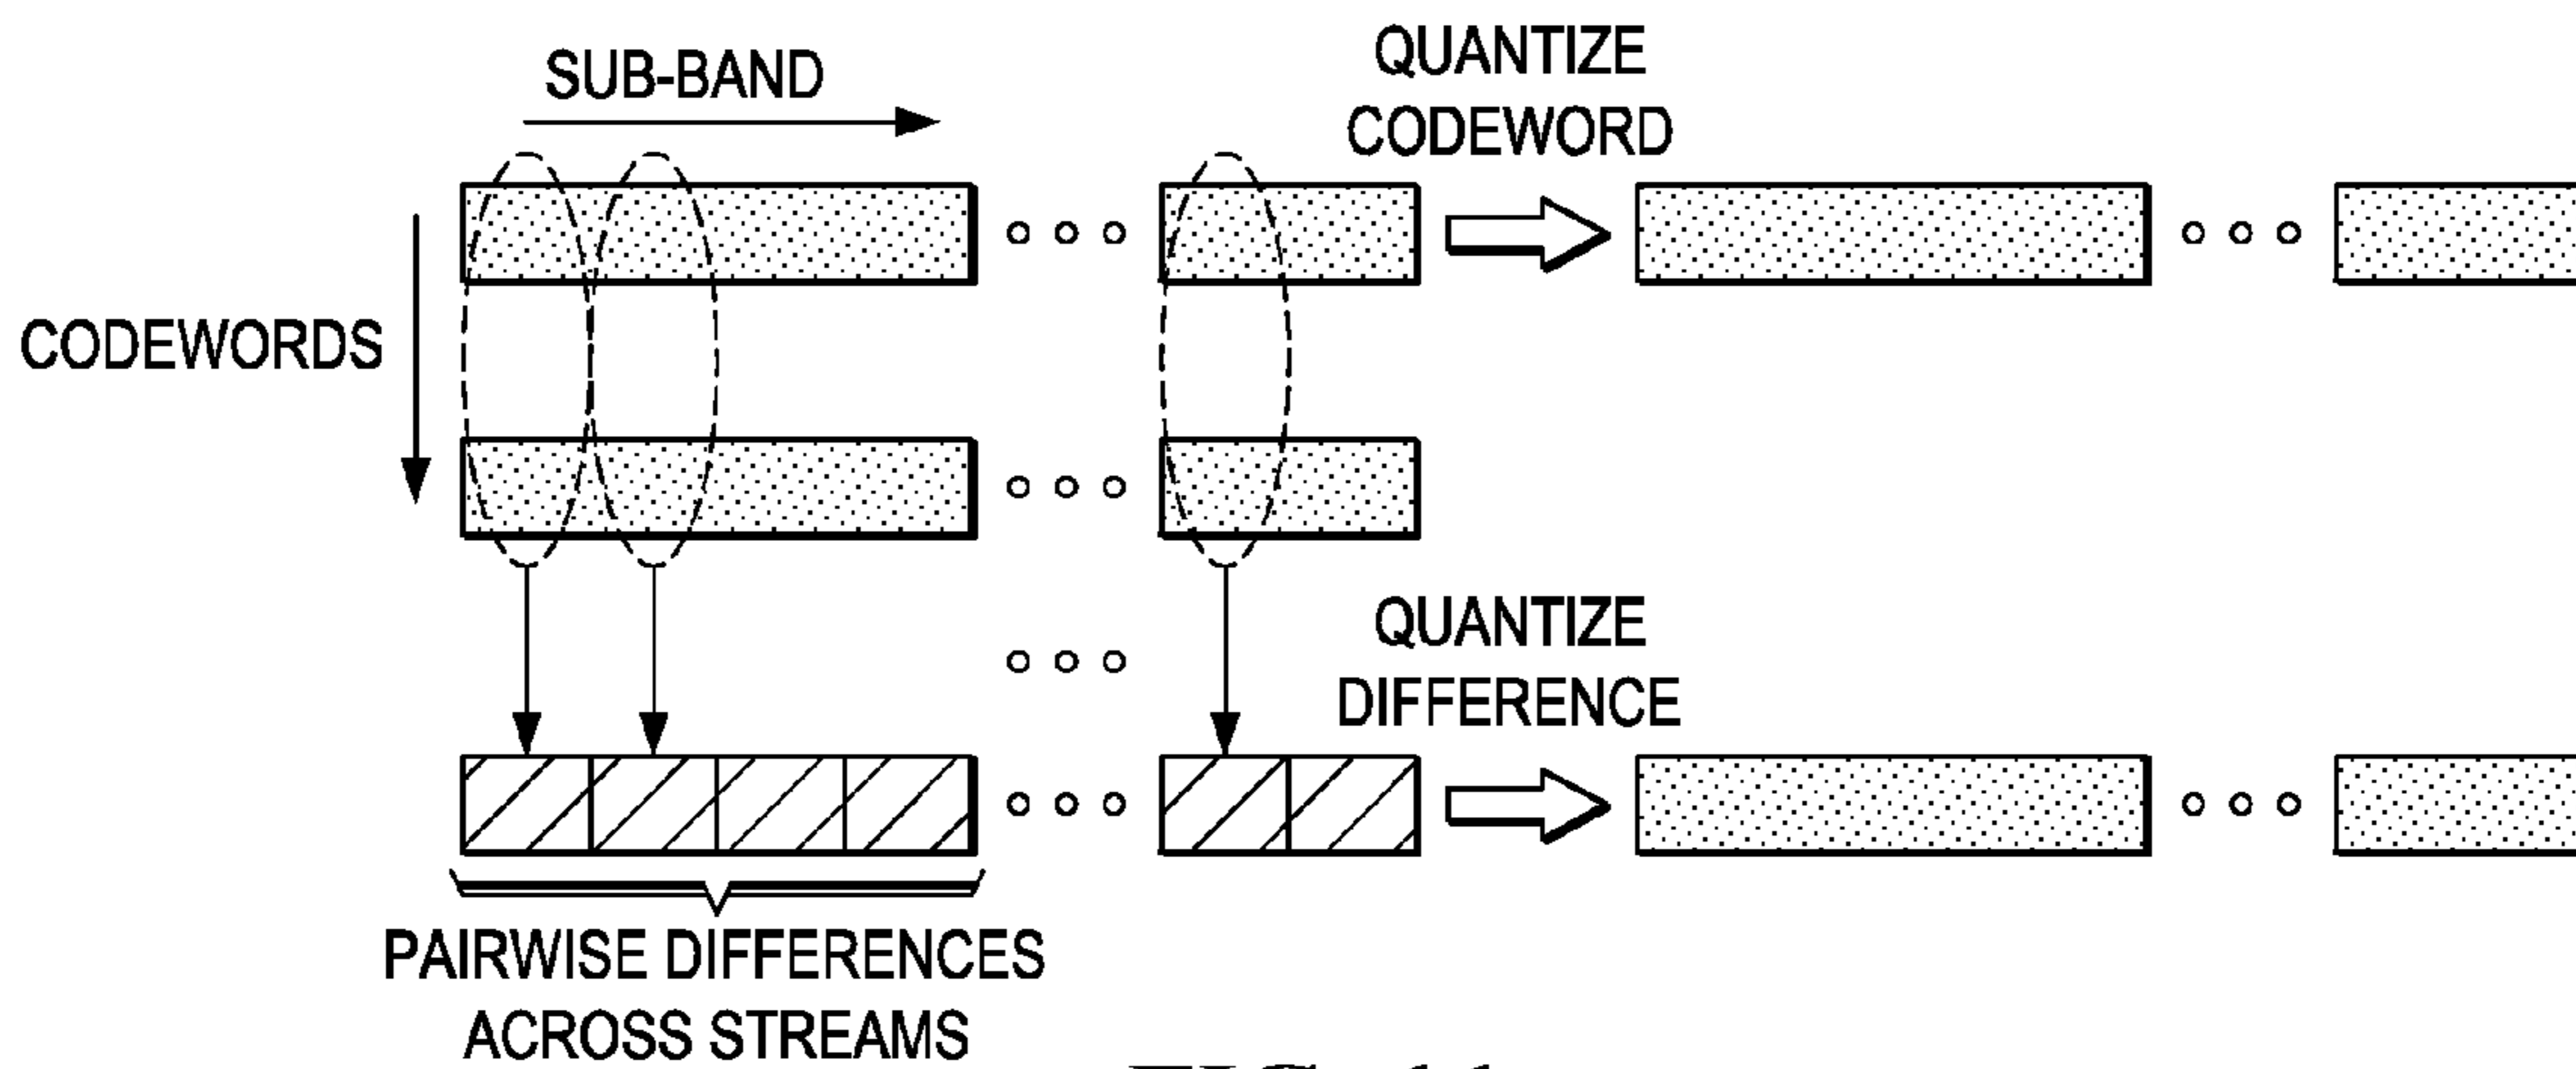 SUB-BAND
QUANTIZE
CODEWORD
CODEWORDS
QUANTIZE
DIFFERENCE
PAIRWISE DIFFERENCES
ACROSS STREAMS